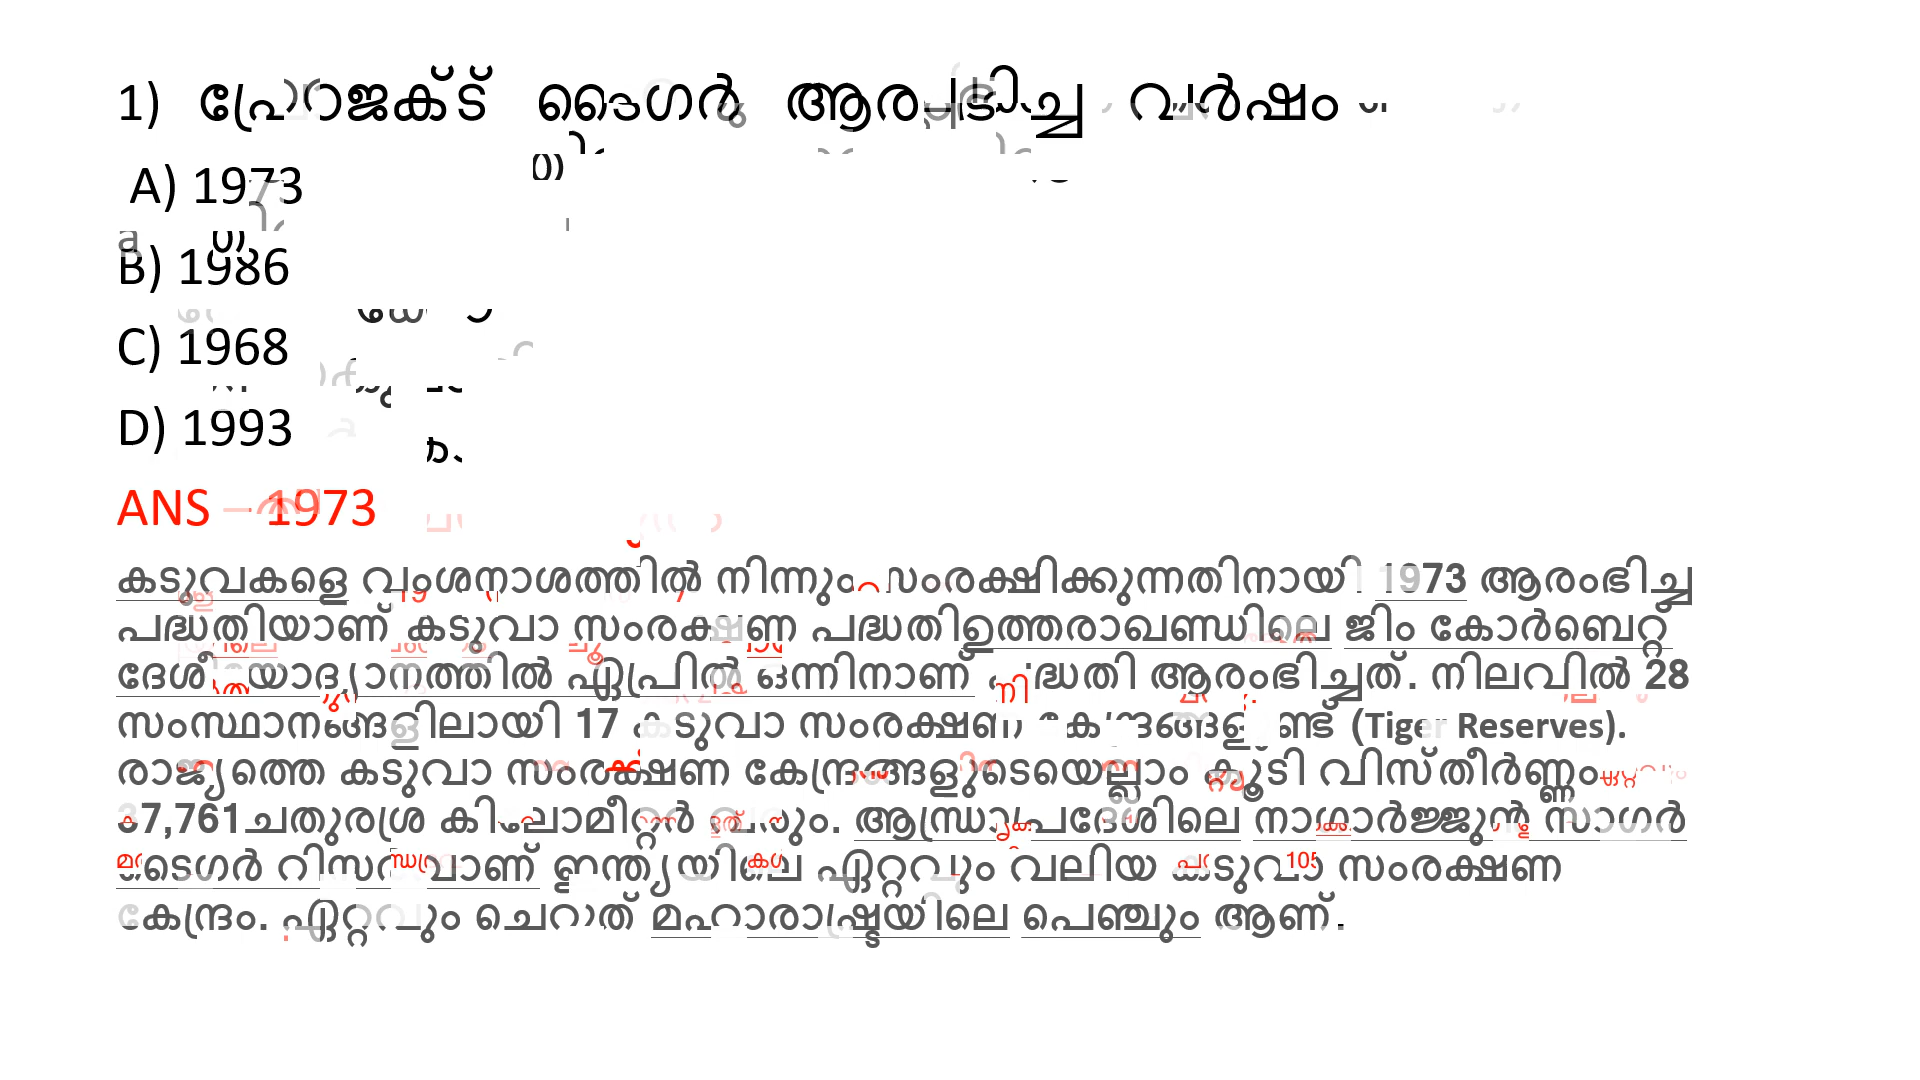 1) പ്രോജക്ട് ടൈഗർ ആരംഭിച്ച വർഷം
A) 1973
B) 1986
C) 1968
D) 1993
ANS – 1973
കടുവകളെ വംശനാശത്തിൽ നിന്നും സംരക്ഷിക്കുന്നതിനായി 1973 ആരംഭിച്ച
പദ്ധതിയാണ് കടുവാ സംരക്ഷണ പദ്ധതിഉത്തരാഖണ്ഡിലെ ജിം കോർബെറ്റ്
ദേശീയോദ്യാനത്തിൽ ഏപ്രിൽ ഒന്നിനാണ് പദ്ധതി ആരംഭിച്ചത്. നിലവിൽ 28
സംസ്ഥാനങ്ങളിലായി 17 കടുവാ സംരക്ഷണ കേന്ദ്രങ്ങളുണ്ട് (Tiger Reserves).
രാജ്യത്തെ കടുവാ സംരക്ഷണ കേന്ദ്രങ്ങളുടെയെല്ലാം കൂടി വിസ്തീർണ്ണം
37,761ചതുരശ്ര കിലോമീറ്റർ വരും. ആന്ധ്രാപ്രദേശിലെ നാഗാർജ്ജുൻ സാഗർ
ടൈഗർ റിസർവാണ് ഇന്ത്യയിലെ ഏറ്റവും വലിയ കടുവാ സംരക്ഷണ
കേന്ദ്രം. ഏറ്റവും ചെറുത് മഹാരാഷ്ട്രയിലെ പെഞ്ചും ആണ്.